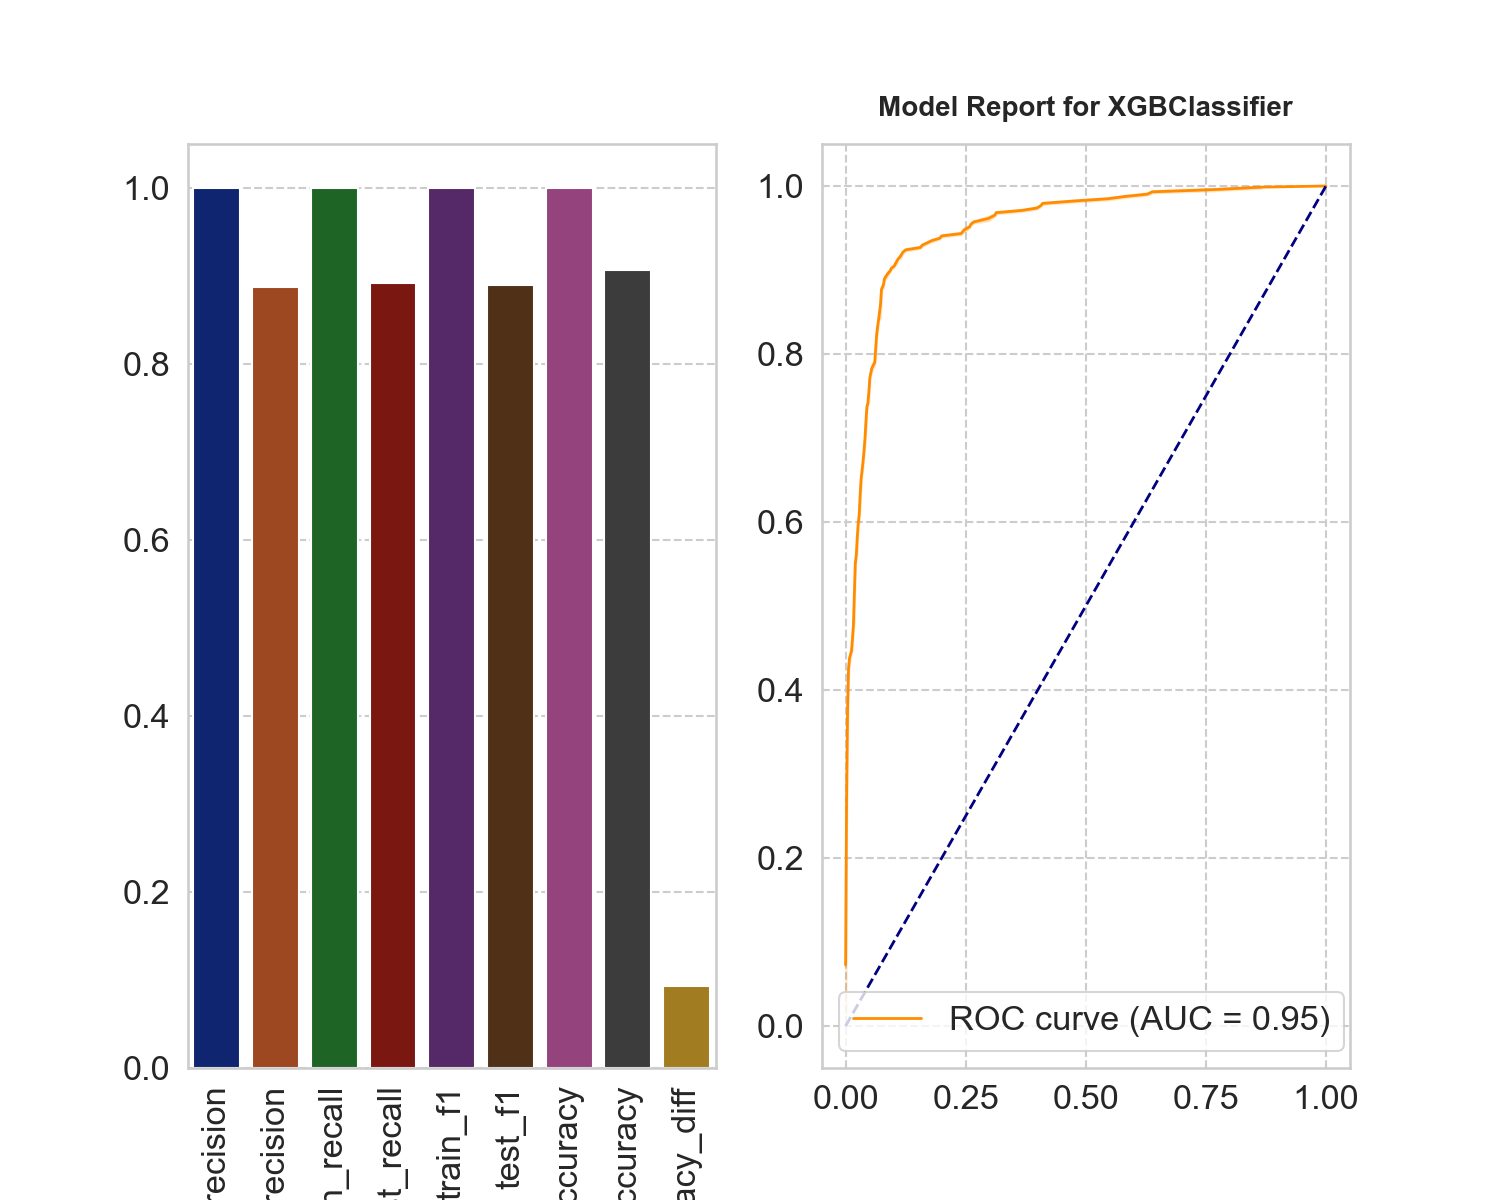 Model Report for XGBClassifier
1.0
0.8
0.6
0.4
0.2
0.0
recision
recision
n_recall
t_recall
train_f1
test_f1
ccuracy
ccuracy
acy_diff
1.0
0.8
0.6
0.4
0.2
0.0
ROC curve (AUC = 0.95)
0.00 0.25 0.50 0.75 1.00